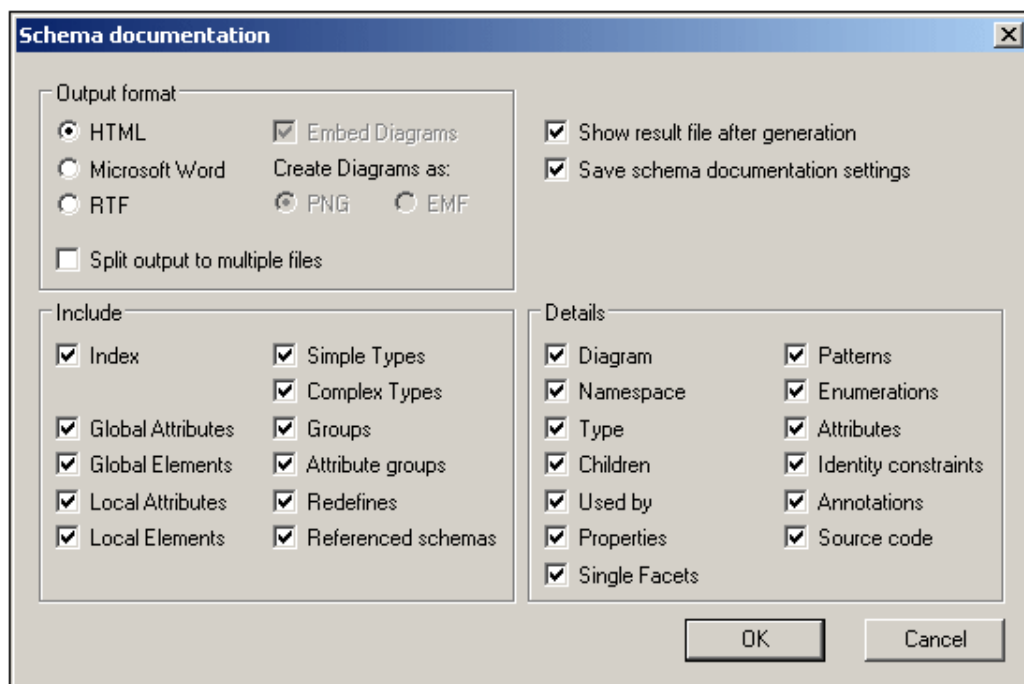 Schema documentation
Output format
HTML
Embed Diagrams
Microsoft Word
Create Diagrams as:
RTF
PNG
EMF
Split output to multiple files
Show result file after generation
Save schema documentation settings
Include
Index
Simple Types
Complex Types
Global Attributes
Groups
Global Elements
Attribute groups
Local Attributes
Redefines
Local Elements
Referenced schemas
Details
Diagram
Patterns
Namespace
Enumerations
Type
Attributes
Children
Identity constraints
Used by
Annotations
Properties
Source code
Single Facets
OK
Cancel